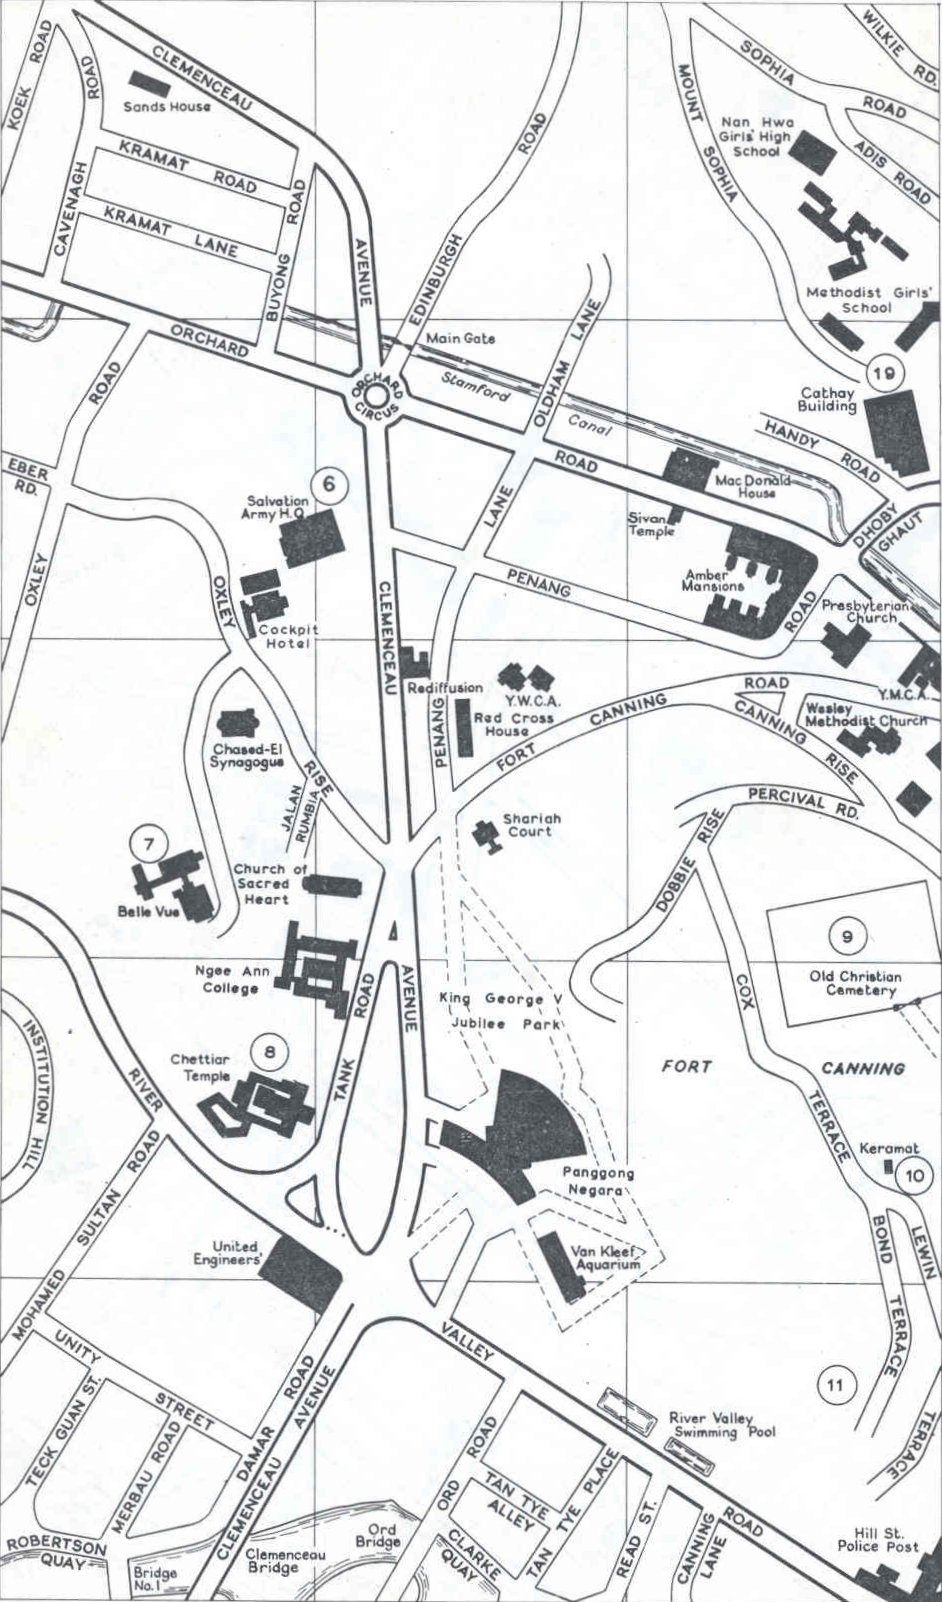 KOEK ROAD
CLEMENCEAU
WILKIE RD.
SOPHIA
ROAD
ROAD
Sands House
MOUNT SOPHIA
ADIS ROAD
Nan Hwa
Girls' High
School
KRAMAT ROAD
EDINBURGH ROAD
CAVENAGH
KRAMAT LANE
BUYONG ROAD
AVENUE
Methodist Girls'
School
ORCHARD
Main Gate
OLDHAM LANE
Stamford
Canal
19
ORCHARD
CIRCUS
ROAD
Cathay
Building
HANDY ROAD
EBER
RD.
6
Salvation
Army H.Q.
LANE
ROAD
Mac Donald
House
Sivan
Temple
DHOBY
GHAUT
OXLEY
OXLEY
CLEMENCEAU
PENANG
Amber
Mansions
ROAD
Presbyterian
Church
Cockpit
Hotel
Rediffusion
Y.W.C.A.
ROAD
Y.M.C.A.
Red Cross
House
PENANG
FORT CANNING
CANNING RISE
Wesley
Methodist Church
Chased-El
Synagogue
RISE
JALAN
RUMBIA
PERCIVAL RD.
Shariah
Court
7
DOBBIE RISE
Church of
Sacred
Heart
Belle Vue
9
Old Christian
Cemetery
Ngee Ann
College
ROAD
AVENUE
COX
King George V
Jubilee Park
INSTITUTION HILL
8
Chettiar
Temple
TANK
FORT
CANNING
RIVER
TERRACE
Keramat
10
Panggong
Negara
MOHAMED SULTAN ROAD
United
Engineers'
Van Kleef
Aquarium
BOND
TERRACE
LEWIN
TERRACE
UNITY
STREET
VALLEY
11
TECK GUAN ST.
MERBAU ROAD
DAMAR ROAD
CLEMENCEAU AVENUE
River Valley
Swimming Pool
ORD ROAD
TAN TYE
ALLEY
TAN TYE PLACE
READ ST.
CANNING
LANE
ROAD
ROBERTSON
QUAY
Bridge
No. 1
Clemenceau
Bridge
Ord
Bridge
CLARKE
QUAY
Hill St.
Police Post